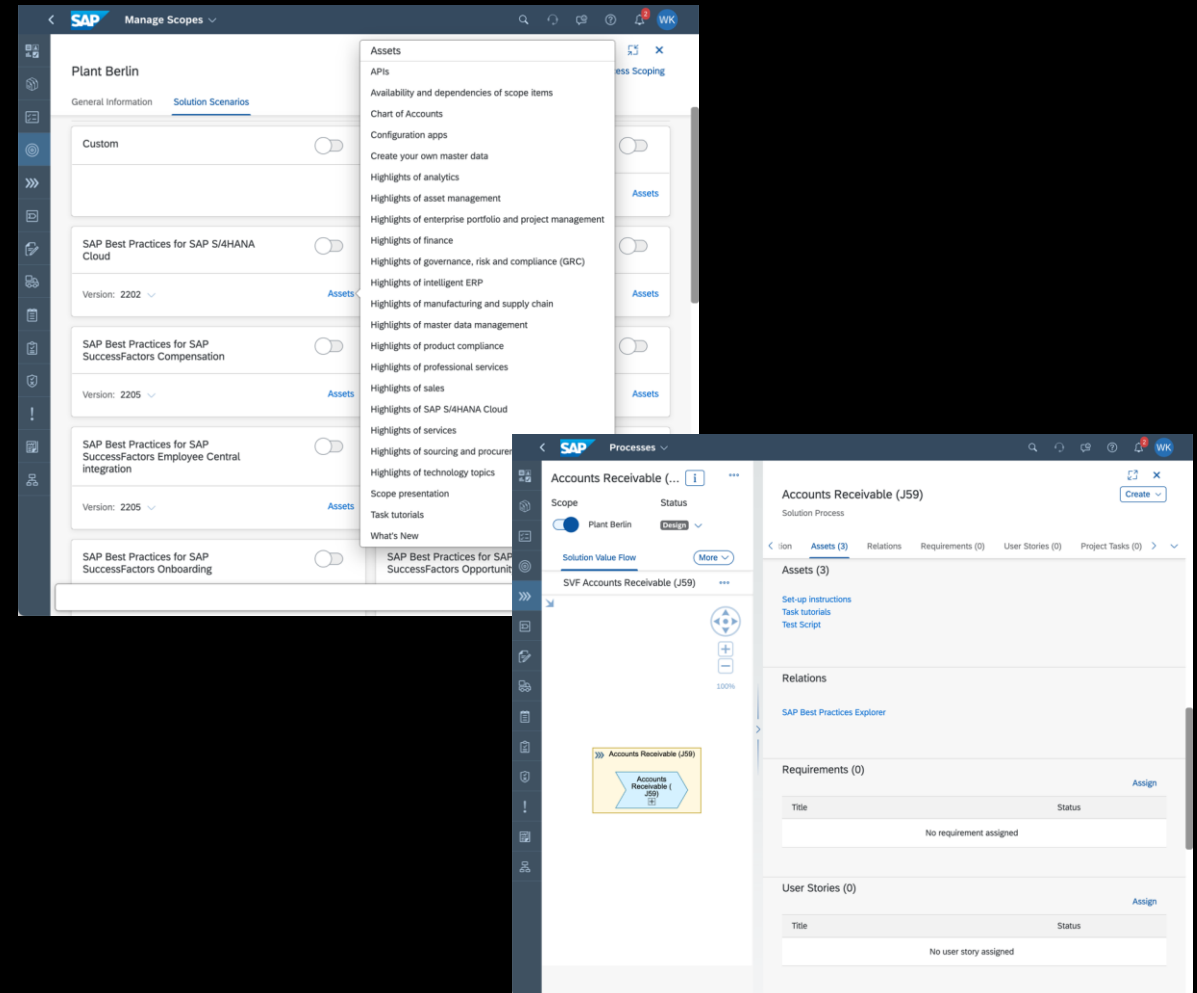 SAP Manage Scopes
2
WK
Plant Berlin
ess Scoping
General Information Solution Scenarios
Custom
Assets
SAP Best Practices for SAP S/4HANA
Cloud
Version: 2202 Assets
Assets
SAP Best Practices for SAP
SuccessFactors Compensation
Version: 2205 Assets
Assets
SAP Best Practices for SAP
SuccessFactors Employee Central
integration
Version: 2205 Assets
SAP Best Practices for SAP
SuccessFactors Onboarding
SAP Best Practices for SAP
SuccessFactors Opportunit
Assets
APIs
Availability and dependencies of scope items
Chart of Accounts
Configuration apps
Create your own master data
Highlights of analytics
Highlights of asset management
Highlights of enterprise portfolio and project management
Highlights of finance
Highlights of governance, risk and compliance (GRC)
Highlights of intelligent ERP
Highlights of manufacturing and supply chain
Highlights of master data management
Highlights of product compliance
Highlights of professional services
Highlights of sales
Highlights of SAP S/4HANA Cloud
Highlights of services
Highlights of sourcing and procurer
Highlights of technology topics
Scope presentation
Task tutorials
What's New
SAP Processes
2
WK
Accounts Receivable (... i ...
Scope Status
Plant Berlin Design
Solution Value Flow More
SVF Accounts Receivable (J59) ...
100%
Accounts Receivable (J59)
Accounts
Receivable (
J59)
Accounts Receivable (J59)
Create
Solution Process
tion Assets (3) Relations Requirements (0) User Stories (0) Project Tasks (0)
Assets (3)
Set-up instructions
Task tutorials
Test Script
Relations
SAP Best Practices Explorer
Requirements (0)
Assign
Title Status
No requirement assigned
User Stories (0)
Assign
Title Status
No user story assigned